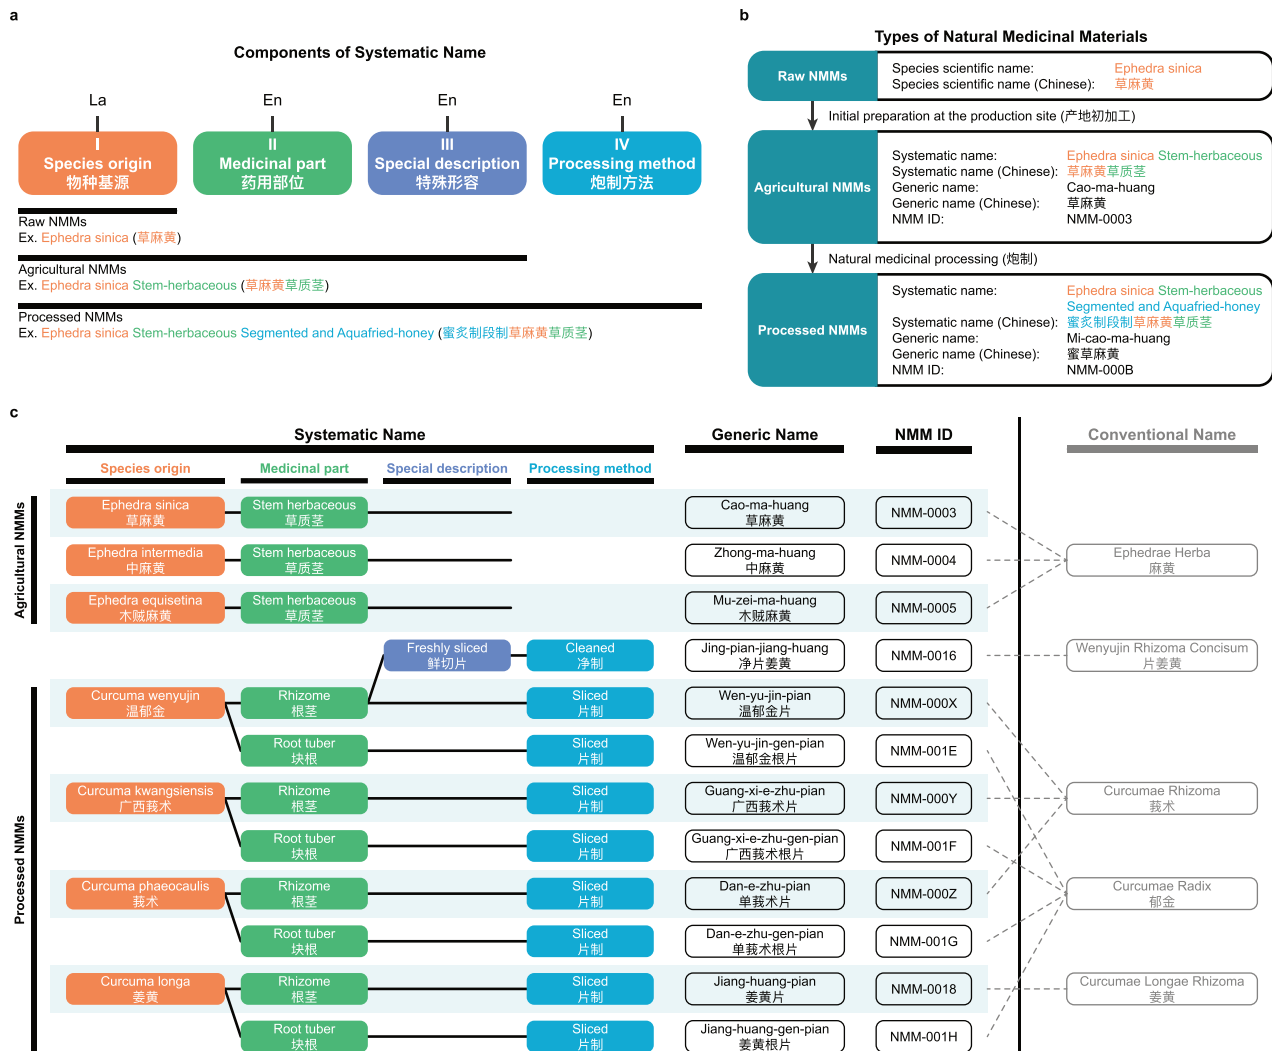 a
Components of Systematic Name
La
En
En
En
I
Species origin
物种基源
II
Medicinal part
药用部位
III
Special description
特殊形容
IV
Processing method
炮制方法
Raw NMMs
Ex. Ephedra sinica (草麻黄)
Agricultural NMMs
Ex. Ephedra sinica Stem-herbaceous (草麻黄草质茎)
Processed NMMs
Ex. Ephedra sinica Stem-herbaceous Segmented and Aquafried-honey (蜜炙制段制草麻黄草质茎)
b
Types of Natural Medicinal Materials
Raw NMMs
Species scientific name: Ephedra sinica
Species scientific name (Chinese): 草麻黄
Initial preparation at the production site (产地初加工)
Agricultural NMMs
Systematic name: Ephedra sinica Stem-herbaceous
Systematic name (Chinese): 草麻黄草质茎
Generic name: Cao-ma-huang
Generic name (Chinese): 草麻黄
NMM ID: NMM-0003
Natural medicinal processing (炮制)
Processed NMMs
Systematic name: Ephedra sinica Stem-herbaceous
Segmented and Aquafried-honey
Systematic name (Chinese): 蜜炙制段制草麻黄草质茎
Generic name: Mi-cao-ma-huang
Generic name (Chinese): 蜜草麻黄
NMM ID: NMM-000B
c
Systematic Name
Generic Name
NMM ID
Conventional Name
Species origin
Medicinal part
Special description
Processing method
Agricultural NMMs
Ephedra sinica
草麻黄
Stem herbaceous
草质茎
Cao-ma-huang
草麻黄
NMM-0003
Ephedra intermedia
中麻黄
Stem herbaceous
草质茎
Zhong-ma-huang
中麻黄
NMM-0004
Ephedrae Herba
麻黄
Ephedra equisetina
木贼麻黄
Stem herbaceous
草质茎
Mu-zei-ma-huang
木贼麻黄
NMM-0005
Processed NMMs
Freshly sliced
鲜切片
Cleaned
净制
Jing-pian-jiang-huang
净片姜黄
NMM-0016
Wenyujin Rhizoma Concisum
片姜黄
Curcuma wenyujin
温郁金
Rhizome
根茎
Sliced
片制
Wen-yu-jin-pian
温郁金片
NMM-000X
Root tuber
块根
Sliced
片制
Wen-yu-jin-gen-pian
温郁金根片
NMM-001E
Curcuma kwangsiensis
广西莪术
Rhizome
根茎
Sliced
片制
Guang-xi-e-zhu-pian
广西莪术片
NMM-000Y
Curcumae Rhizoma
莪术
Root tuber
块根
Sliced
片制
Guang-xi-e-zhu-gen-pian
广西莪术根片
NMM-001F
Curcuma phaeocaulis
莪术
Rhizome
根茎
Sliced
片制
Dan-e-zhu-pian
单莪术片
NMM-000Z
Curcumae Radix
郁金
Root tuber
块根
Sliced
片制
Dan-e-zhu-gen-pian
单莪术根片
NMM-001G
Curcuma longa
姜黄
Rhizome
根茎
Sliced
片制
Jiang-huang-pian
姜黄片
NMM-0018
Curcumae Longae Rhizoma
姜黄
Root tuber
块根
Sliced
片制
Jiang-huang-gen-pian
姜黄根片
NMM-001H